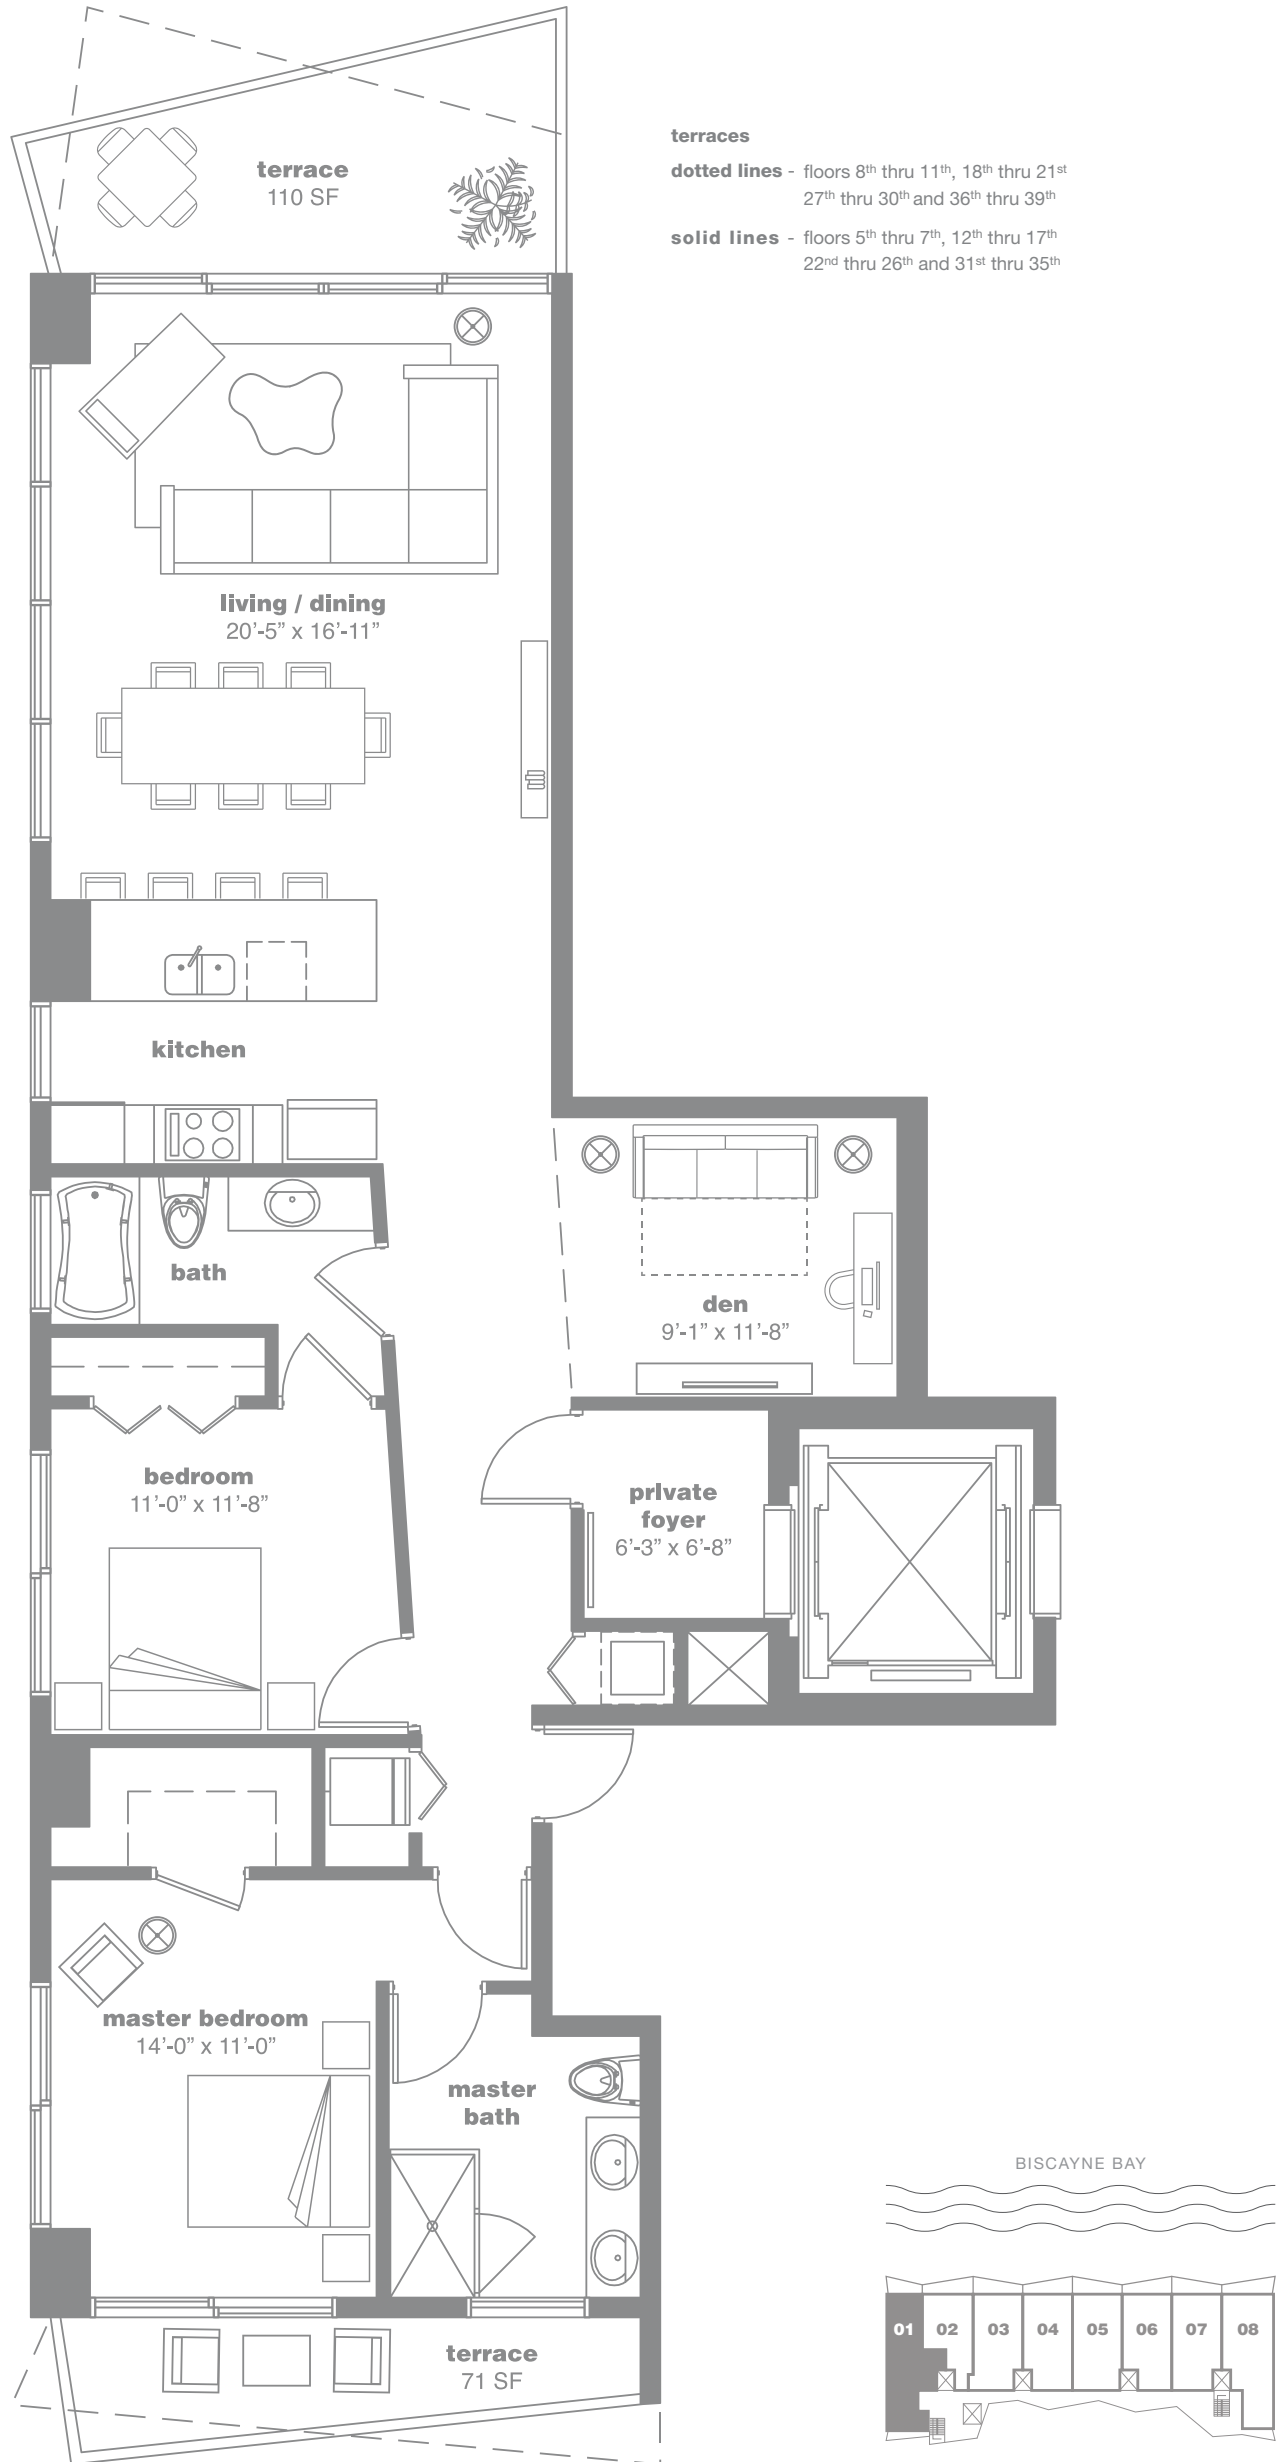 terrace
110 SF
terraces
dotted lines - floors 8th thru 11th, 18th thru 21st
27th thru 30th and 36th thru 39th
solid lines - floors 5th thru 7th, 12th thru 17th
22nd thru 26th and 31st thru 35th
living / dining
20’-5” x 16’-11”
kitchen
bath
den
9’-1” x 11’-8”
bedroom
11’-0” x 11’-8”
private
foyer
6’-3” x 6’-8”
master bedroom
14’-0” x 11’-0”
master
bath
terrace
71 SF
BISCAYNE BAY
01 02 03 04 05 06 07 08